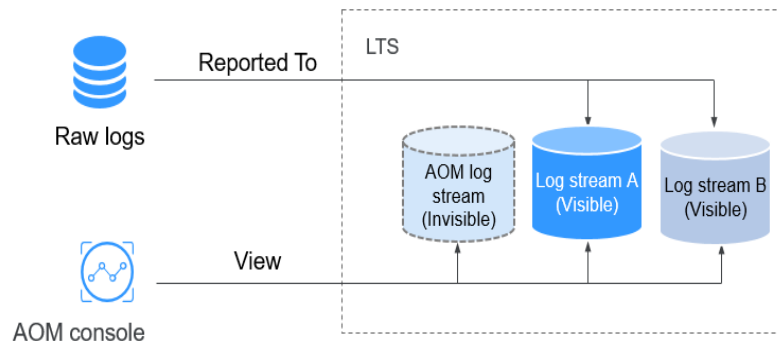 LTS
Reported To
Raw logs
AOM log
stream
(Invisible)
Log stream A
(Visible)
Log stream B
(Visible)
View
AOM console